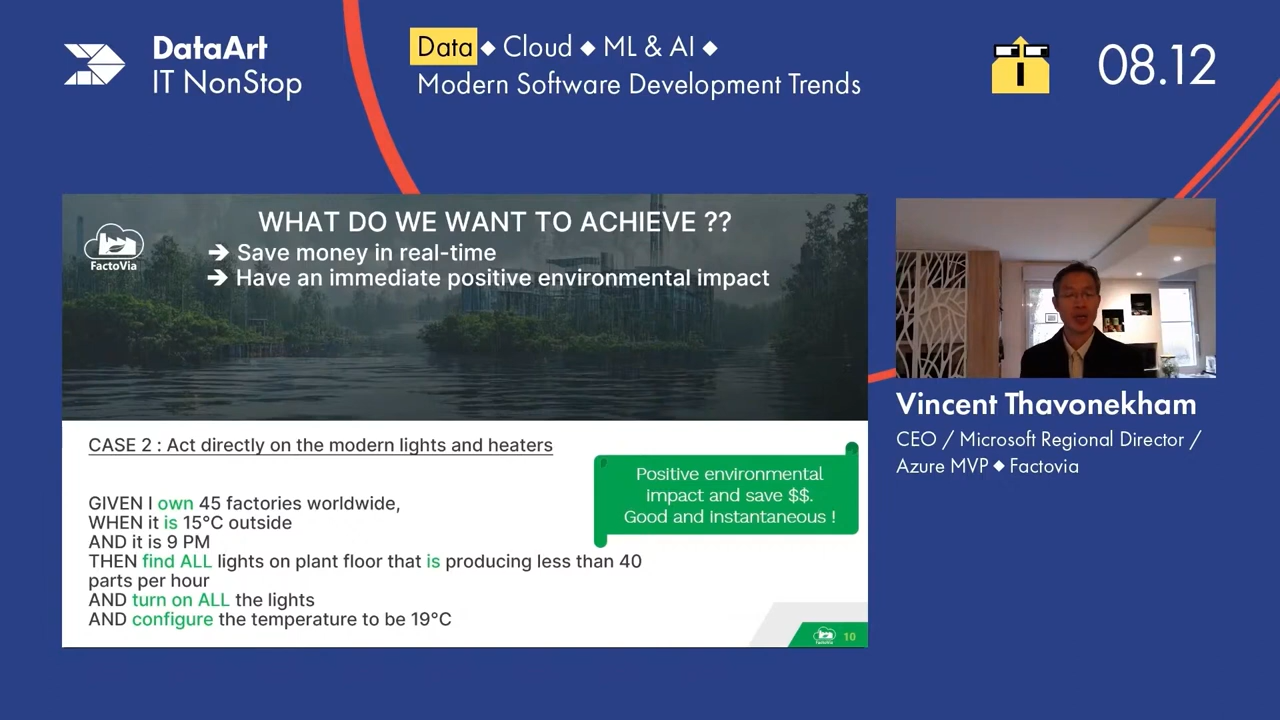 DataArt
IT NonStop
Data ◆ Cloud ◆ ML & AI ◆
Modern Software Development Trends
08.12
FactoVia
WHAT DO WE WANT TO ACHIEVE ??
➔ Save money in real-time
➔ Have an immediate positive environmental impact
CASE 2 : Act directly on the modern lights and heaters
Positive environmental
impact and save $$.
Good and instantaneous !
GIVEN I own 45 factories worldwide,
WHEN it is 15°C outside
AND it is 9 PM
THEN find ALL lights on plant floor that is producing less than 40
parts per hour
AND turn on ALL the lights
AND configure the temperature to be 19°C
FactoVia
10
Vincent Thavonekham
CEO / Microsoft Regional Director /
Azure MVP ◆ Factovia